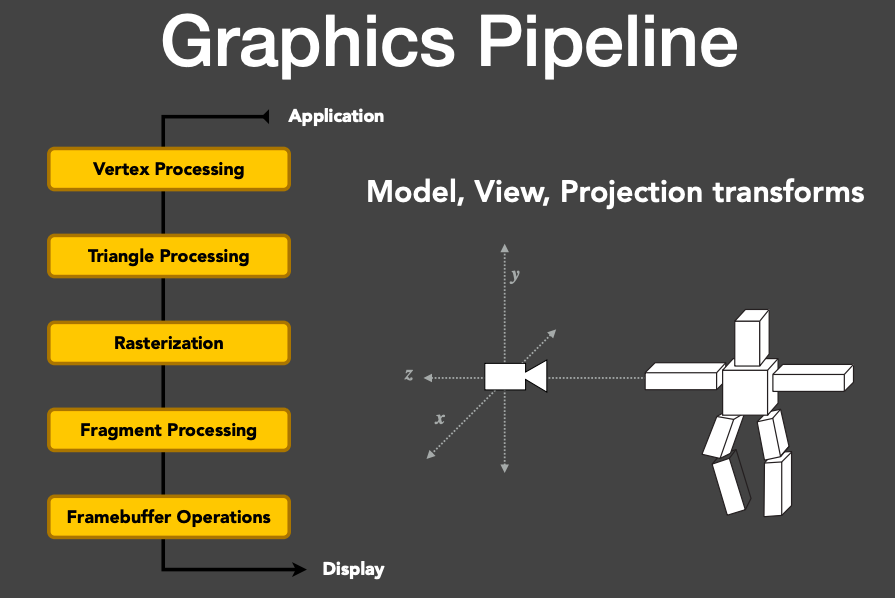 Graphics Pipeline
Application
Vertex Processing
Model, View, Projection transforms
Triangle Processing
y
Rasterization
z
x
Fragment Processing
Framebuffer Operations
Display